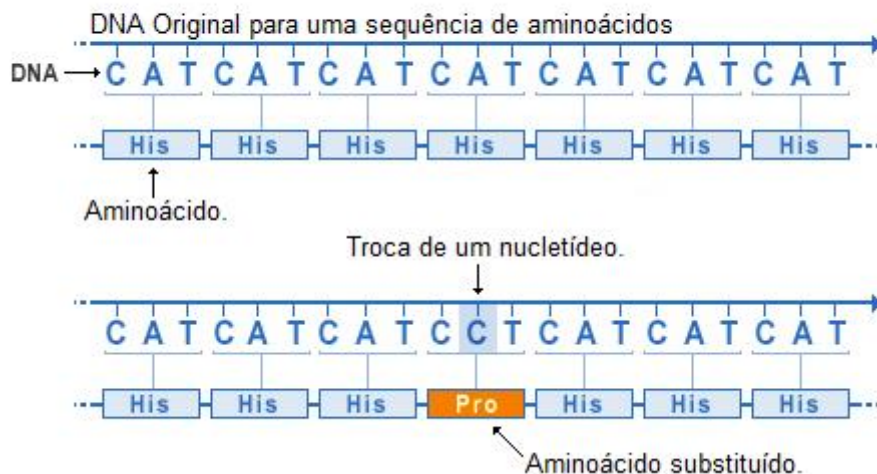 DNA Original para uma sequência de aminoácidos
DNA
C A T C A T C A T C A T C A T C A T C A T
His His His His His His His
Aminoácido.
Troca de um nucletídeo.
C A T C A T C A T C C T C A T C A T C A T
His His His Pro His His His
Aminoácido substituído.